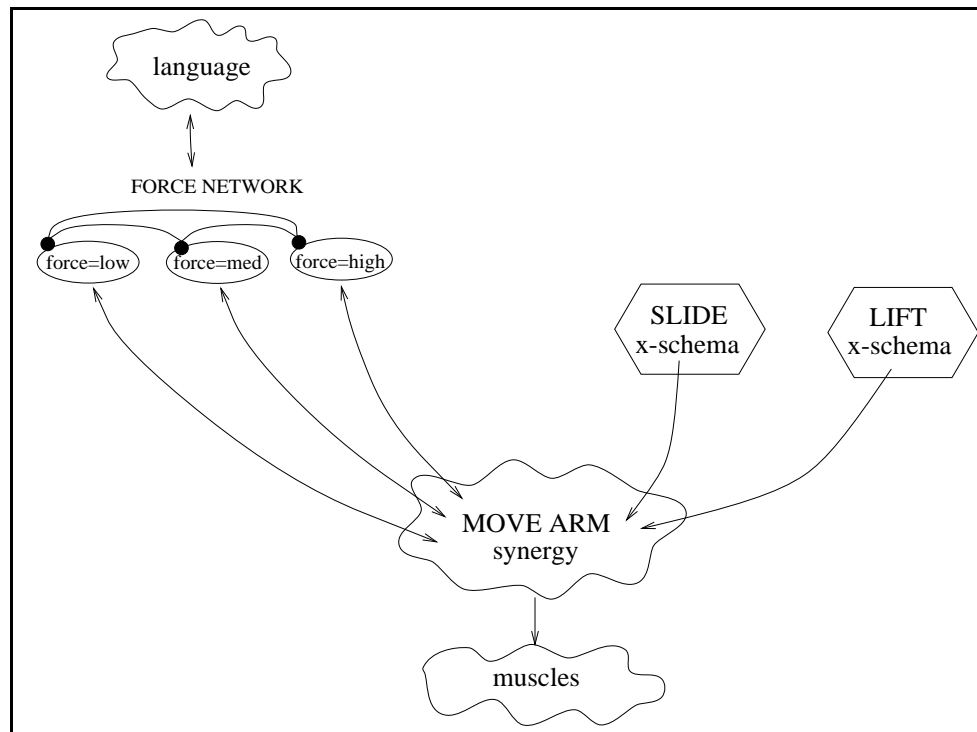 language
FORCE NETWORK
force=low
force=med
force=high
SLIDE
x-schema
LIFT
x-schema
MOVE ARM
synergy
muscles